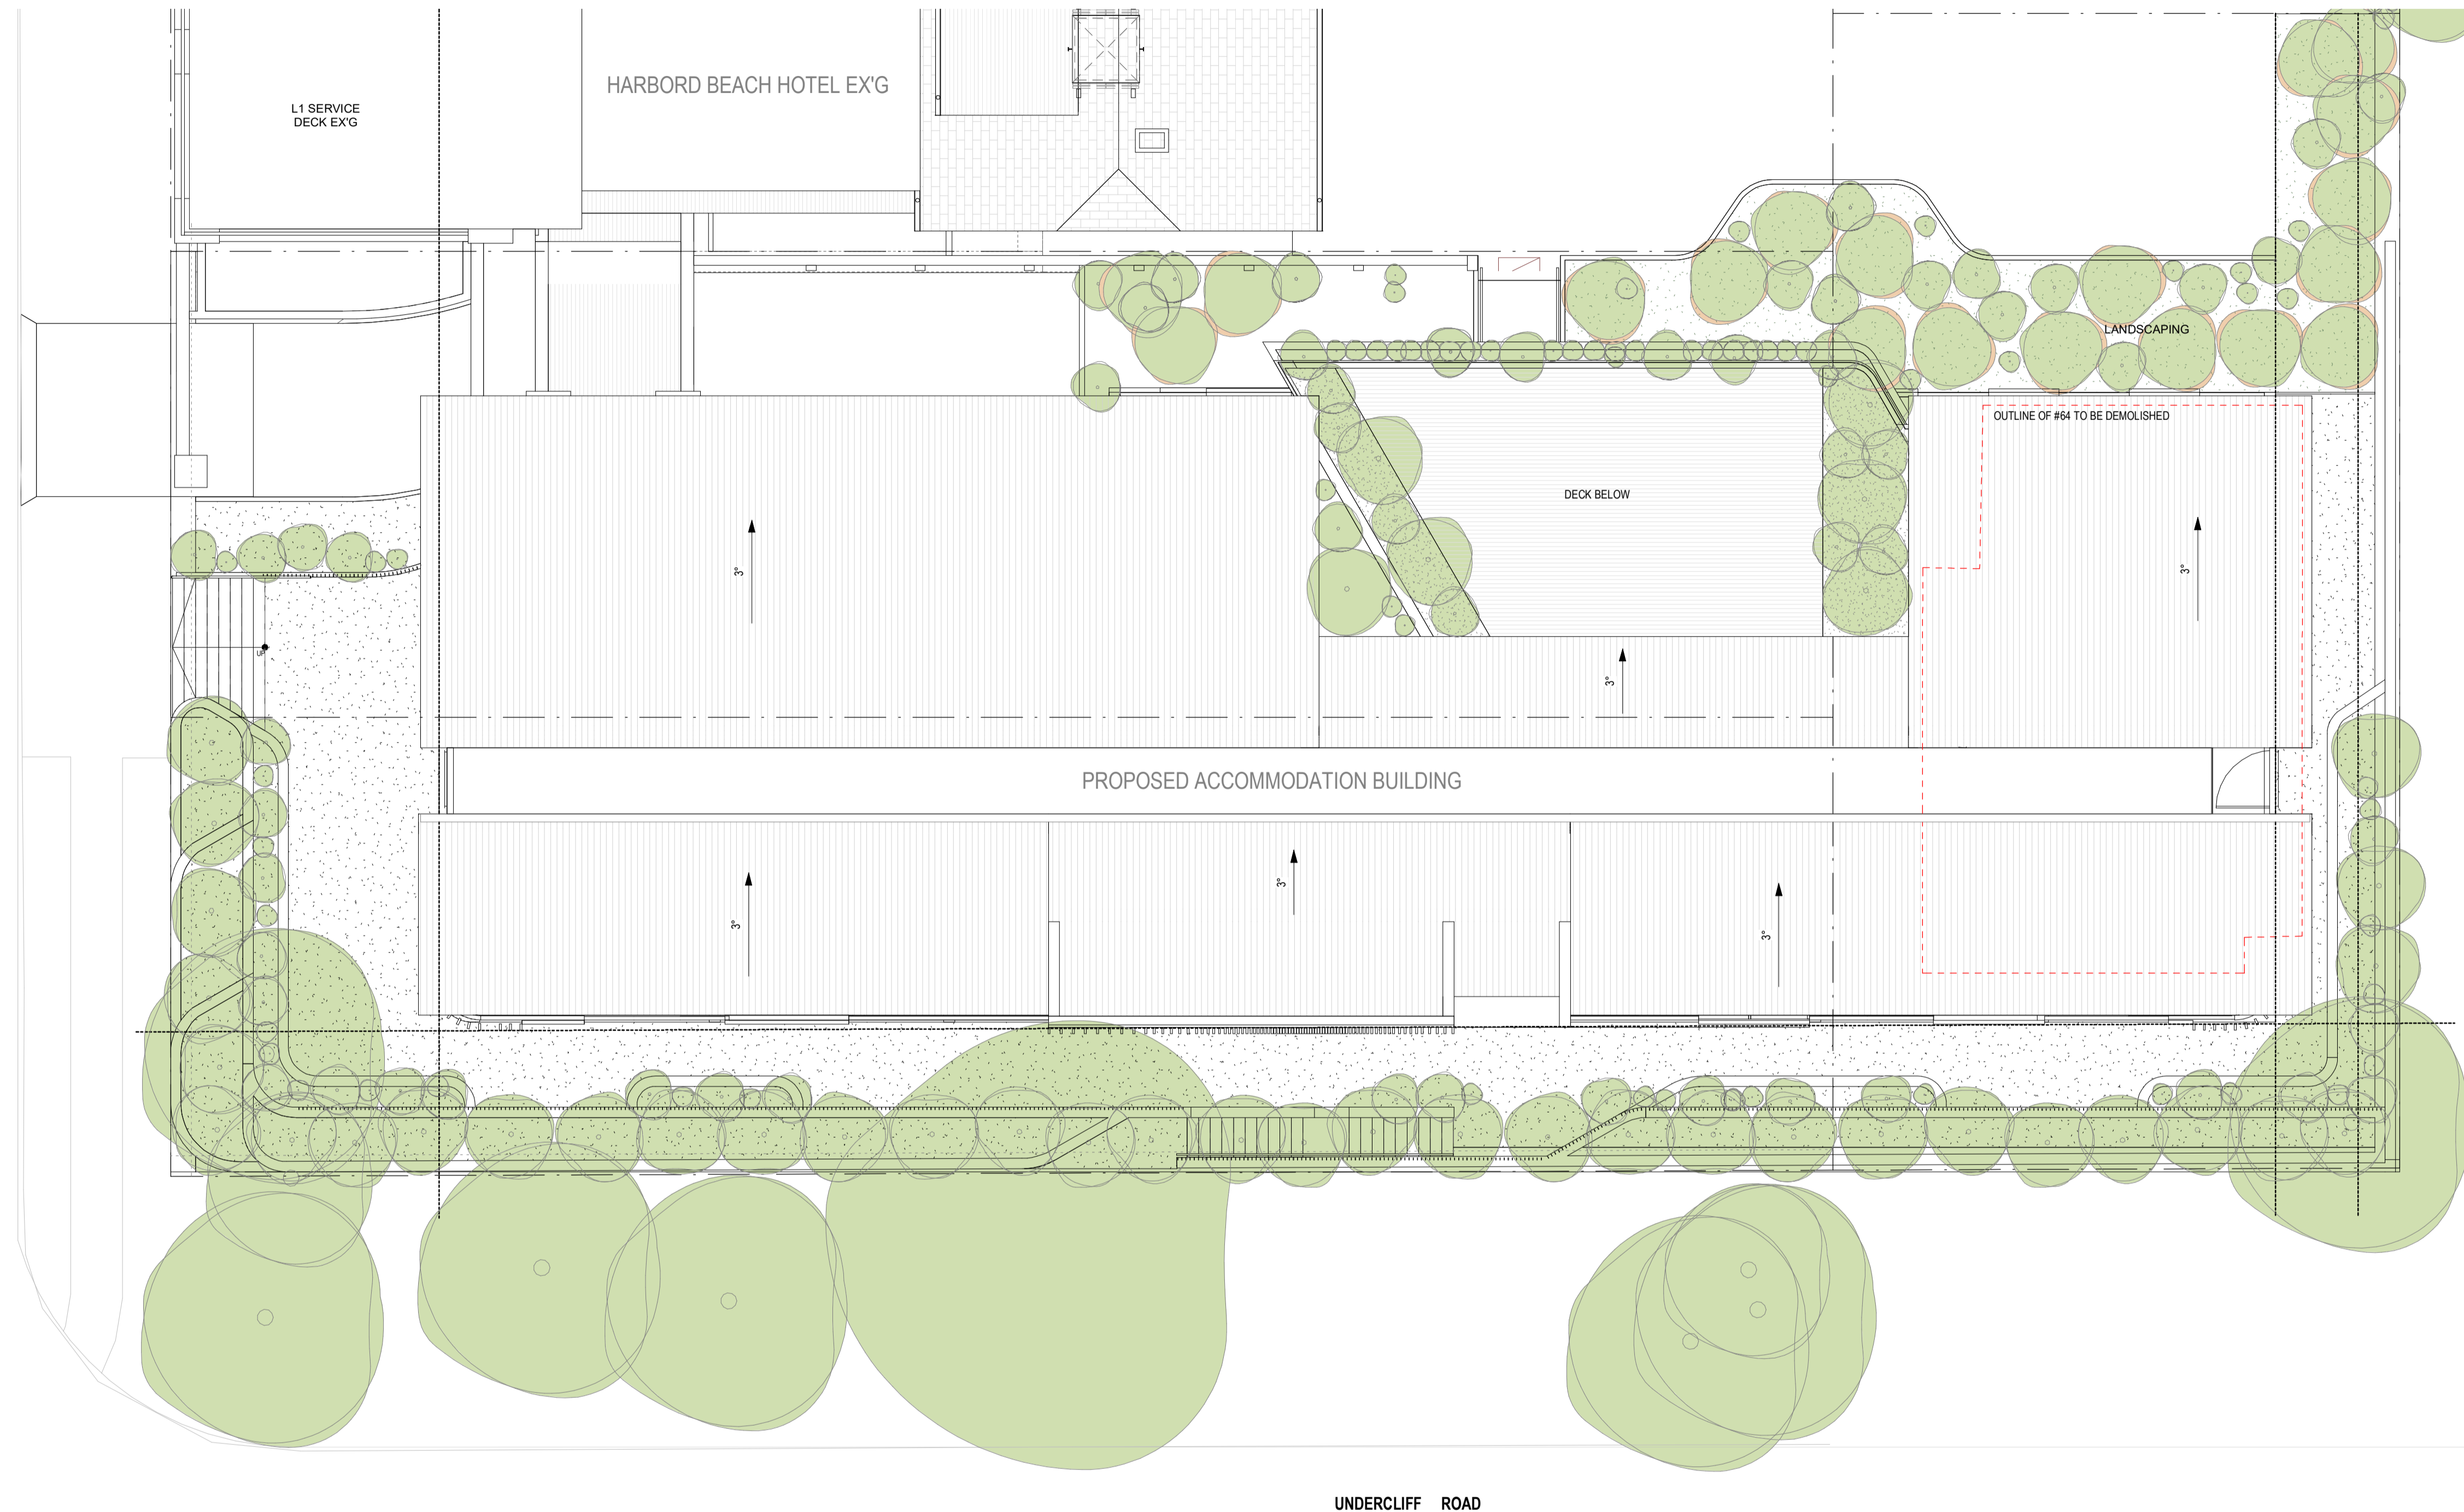 HARBORD BEACH HOTEL EX'G
L1 SERVICE
DECK EX'G
LANDSCAPING
OUTLINE OF #64 TO BE DEMOLISHED
DECK BELOW
3°
3°
UP
3°
PROPOSED ACCOMMODATION BUILDING
3°
3°
3°
UNDERCLIFF ROAD